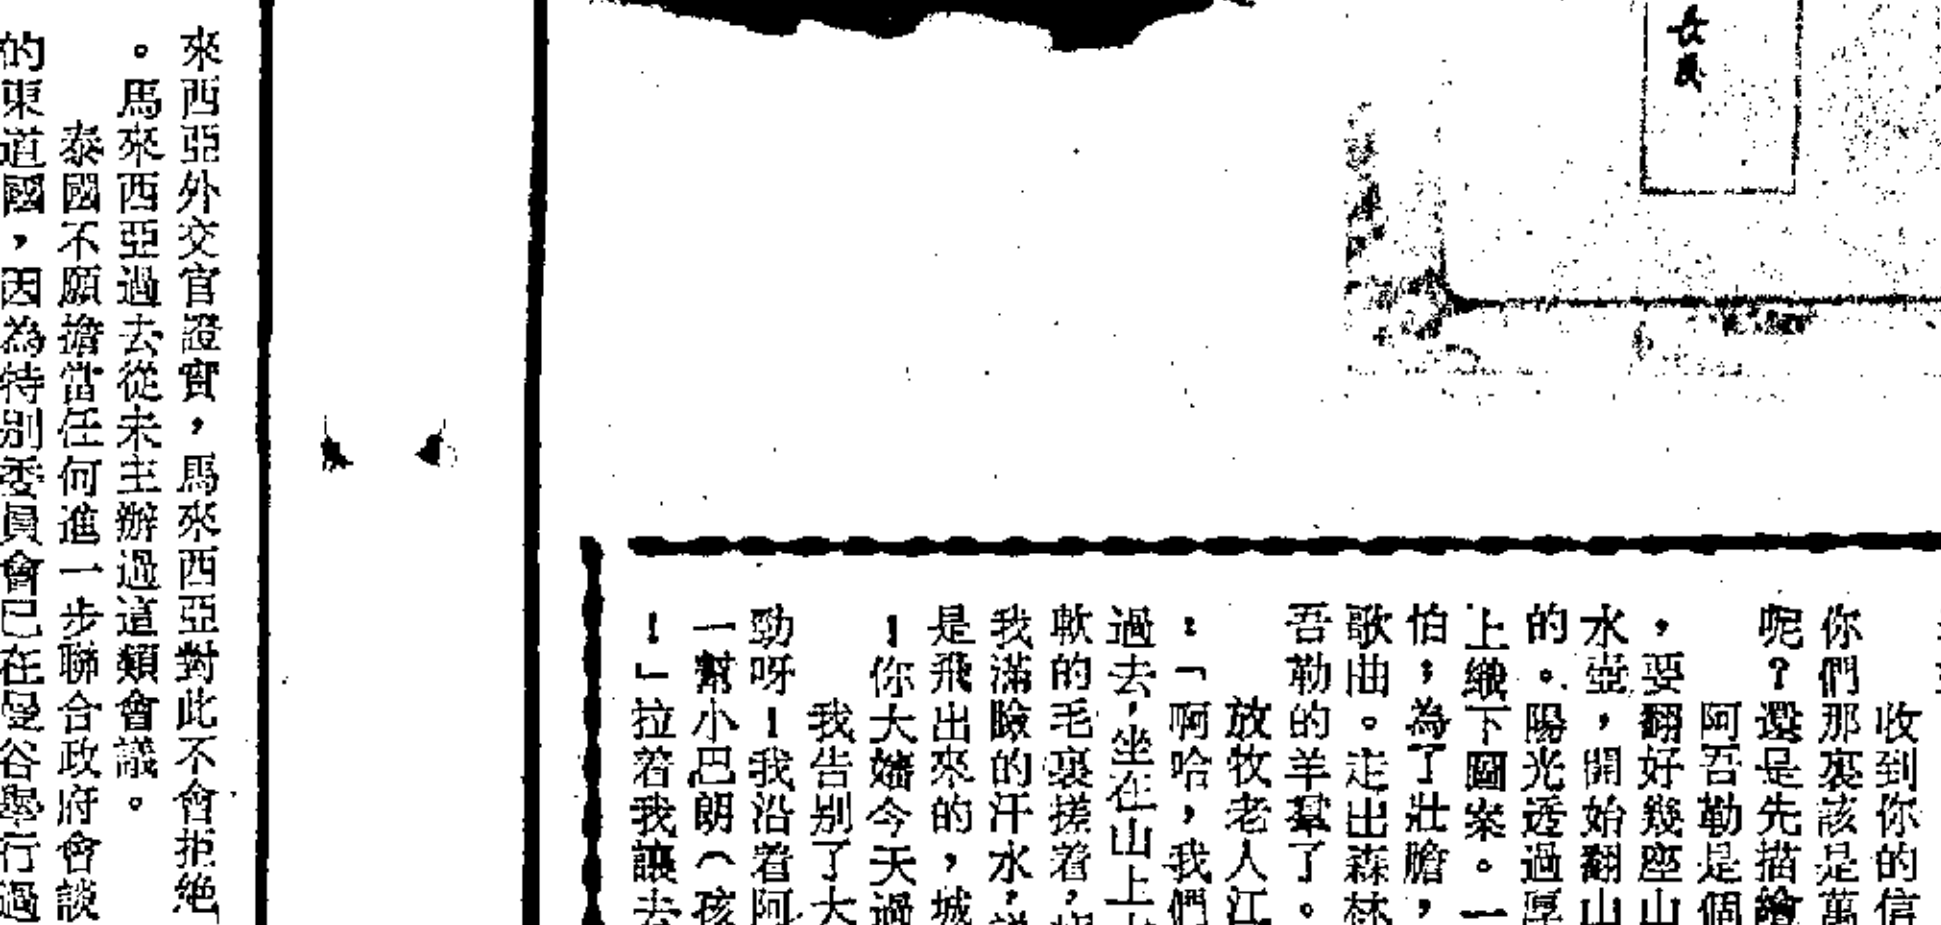 長風
收到你的信
你們那裏該是萬
呢？還是先描繪
阿吾勒是個
，要翻好幾座山
水壺，開始翻山
的。陽光透過厚
上織下圖案。一
怕；為了壯膽，
歌曲。走出森林
吾勒的羊羣了。
放牧老人江
：「啊哈，我們
過去，坐在山上
軟的毛裏搓着，
我滿臉的汗水，
是飛出來的，城
！你大嬸今天過
我告别了大
勁呀！我沿着阿
一幫小巴朗（孩
！」拉着我讓去
來西亞外交官證實，馬來西亞對此不會拒绝
。馬來西亞過去從未主辦過這類會議。
泰國不願擔當任何進一步聯合政府會談
的東道國，因為特别委員會已在曼谷舉行過